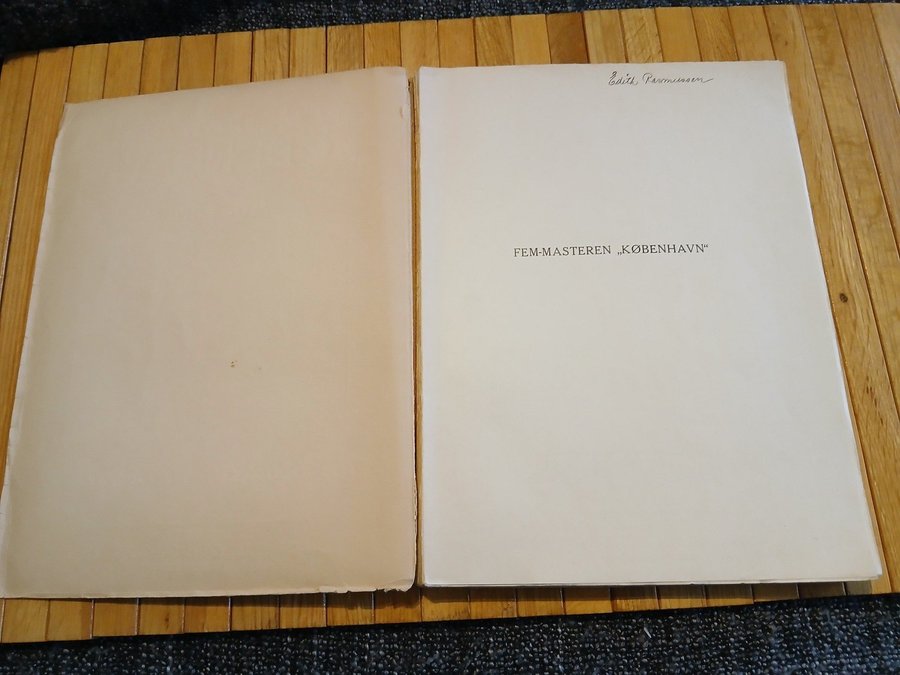 Edith Rasmussen
FEM-MASTEREN „KØBENHAVN“